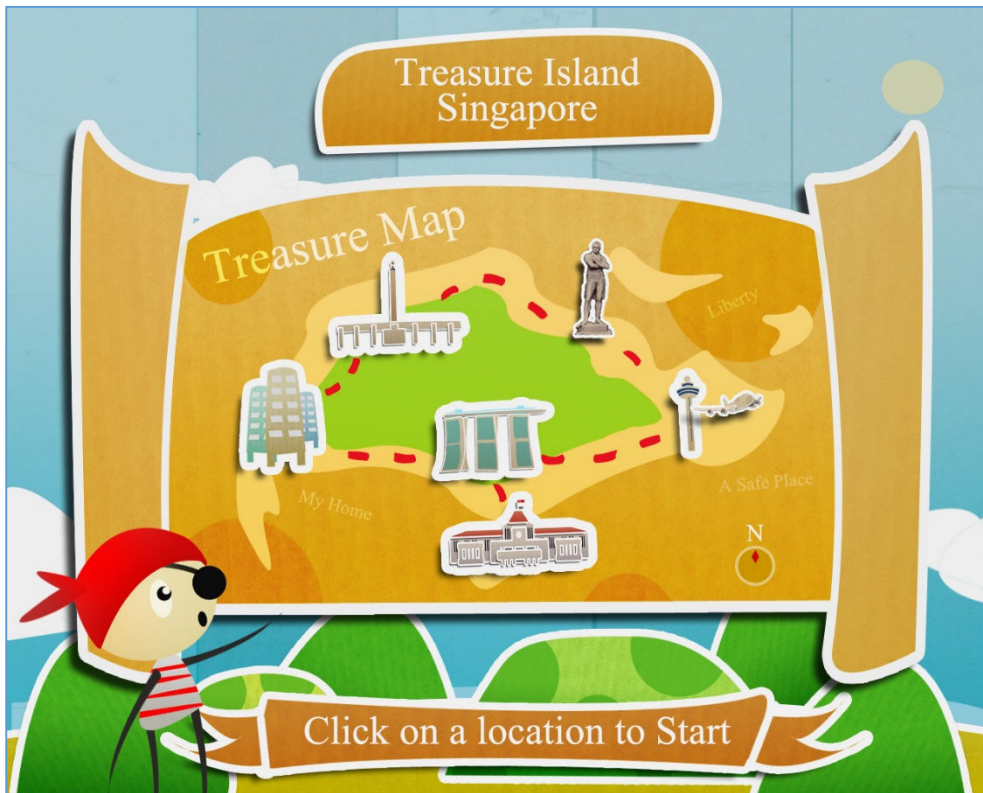 Treasure Island
Singapore
Treasure Map
Liberty
A Safe Place
My Home
N
Click on a location to Start